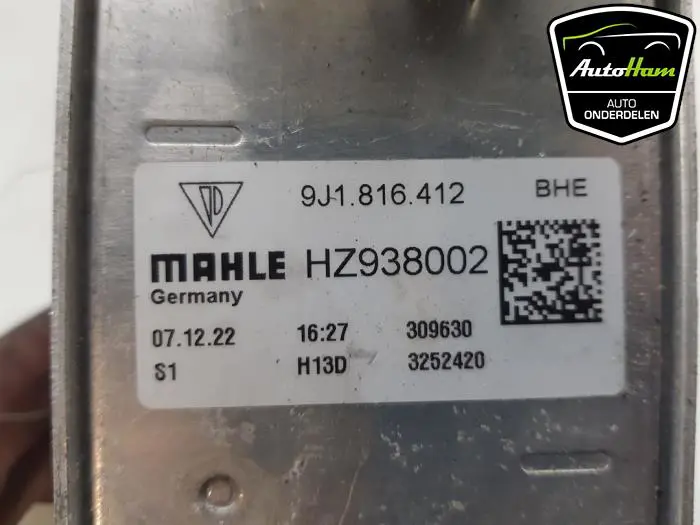 AutoHam
AUTO
ONDERDELEN
9J1.816.412 BHE
MAHLE HZ938002
Germany
07.12.22 16:27 309630
S1 H13D 3252420